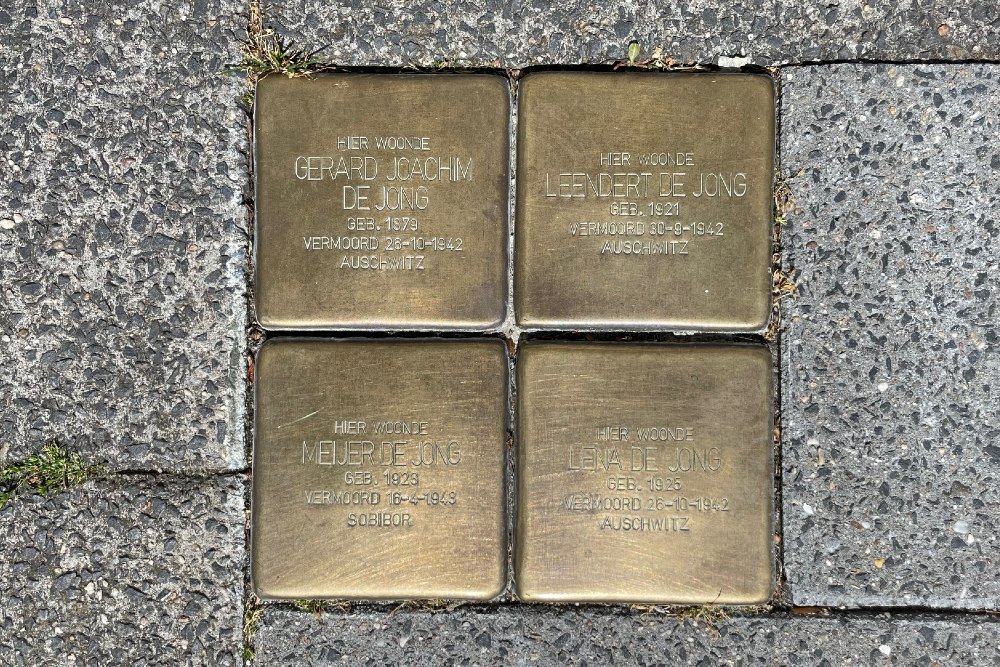 HIER WOONDE
GERARD JOACHIM
DE JONG
GEB. 1879
VERMOORD 26-10-1942
AUSCHWITZ
HIER WOONDE
LEENDERT DE JONG
GEB. 1921
VERMOORD 30-9-1942
AUSCHWITZ
HIER WOONDE
MEIJER DE JONG
GEB. 1923
VERMOORD 16-4-1943
SOBIBOR
HIER WOONDE
LENA DE JONG
GEB. 1925
VERMOORD 26-10-1942
AUSCHWITZ